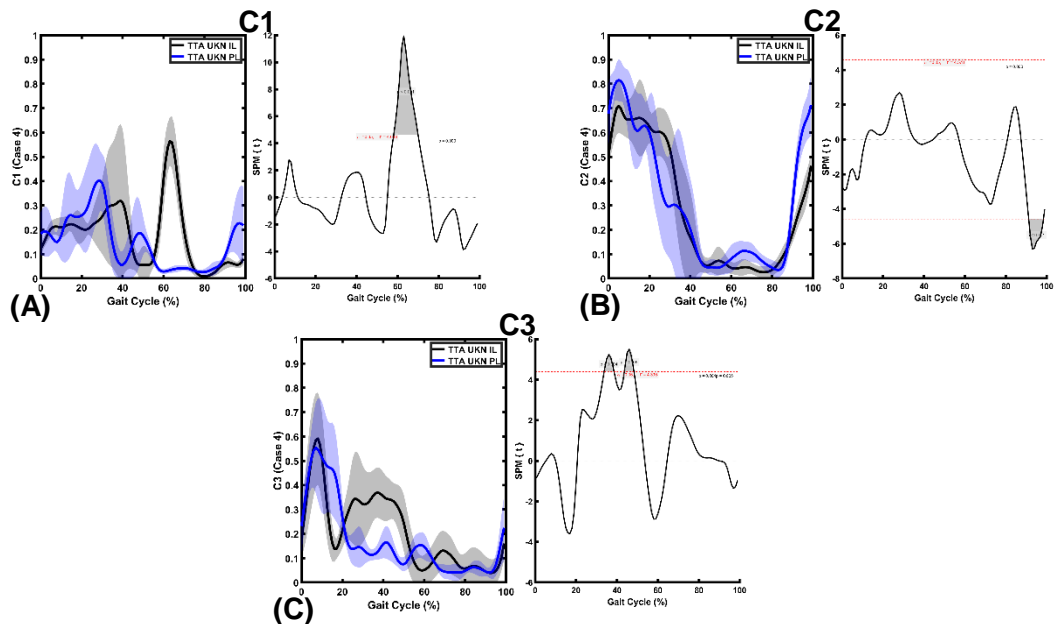 C1
C2
TTA UKN IL
TTA UKN PL
C1 (Case 4)
1
0.9
0.8
0.7
0.6
0.5
0.4
0.3
0.2
0.1
0
0 20 40 60 80 100
Gait Cycle (%)
(A)
SPM { t }
12
10
8
6
4
2
0
-2
-4
-6
0 20 40 60 80 100
Gait Cycle (%)
TTA UKN IL
TTA UKN PL
C2 (Case 4)
1
0.9
0.8
0.7
0.6
0.5
0.4
0.3
0.2
0.1
0
0 20 40 60 80 100
Gait Cycle (%)
(B)
SPM { t }
6
4
2
0
-2
-4
-6
-8
0 20 40 60 80 100
Gait Cycle (%)
C3
TTA UKN IL
TTA UKN PL
C3 (Case 4)
1
0.9
0.8
0.7
0.6
0.5
0.4
0.3
0.2
0.1
0
0 20 40 60 80 100
Gait Cycle (%)
(C)
SPM { t }
6
4
2
0
-2
-4
-6
0 20 40 60 80 100
Gait Cycle (%)